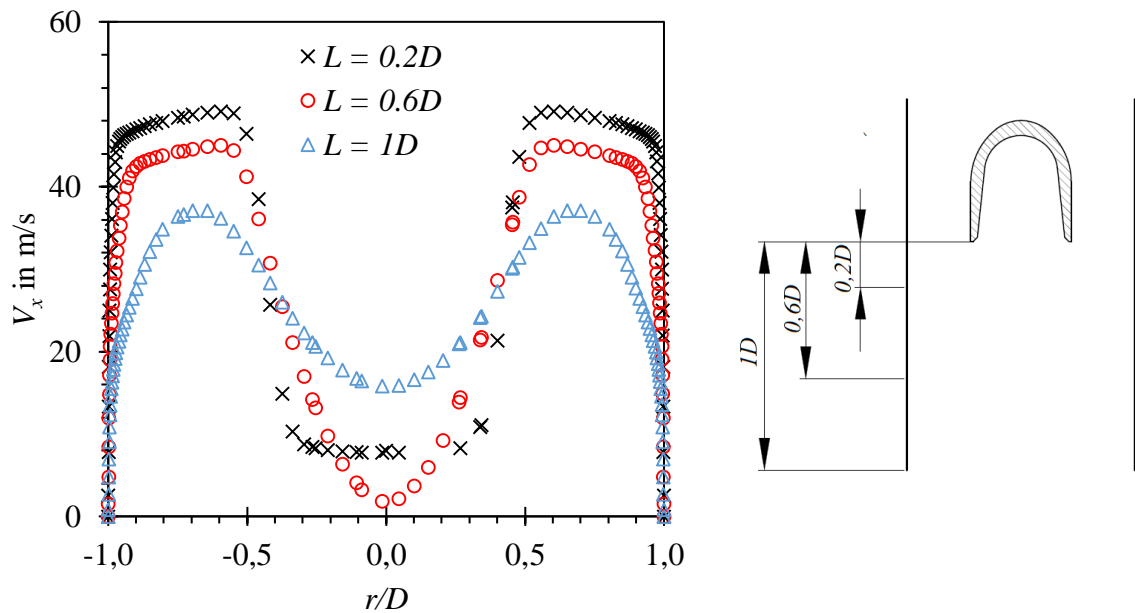 60
40
20
0
V_x in m/s
L = 0.2D
L = 0.6D
L = 1D
-1,0
-0,5
0,0
0,5
1,0
r/D
1D
0,6D
0,2D